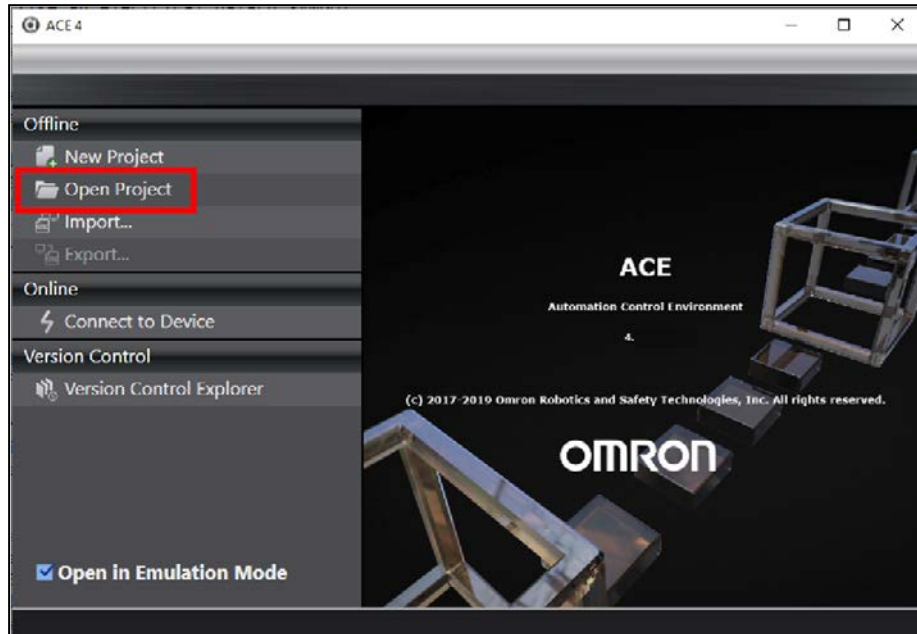 ACE 4
Offline
New Project
Open Project
Import...
Export...
Online
Connect to Device
Version Control
Version Control Explorer
Open in Emulation Mode
ACE
Automation Control Environment
4.
(c) 2017-2019 Omron Robotics and Safety Technologies, Inc. All rights reserved.
OMRON